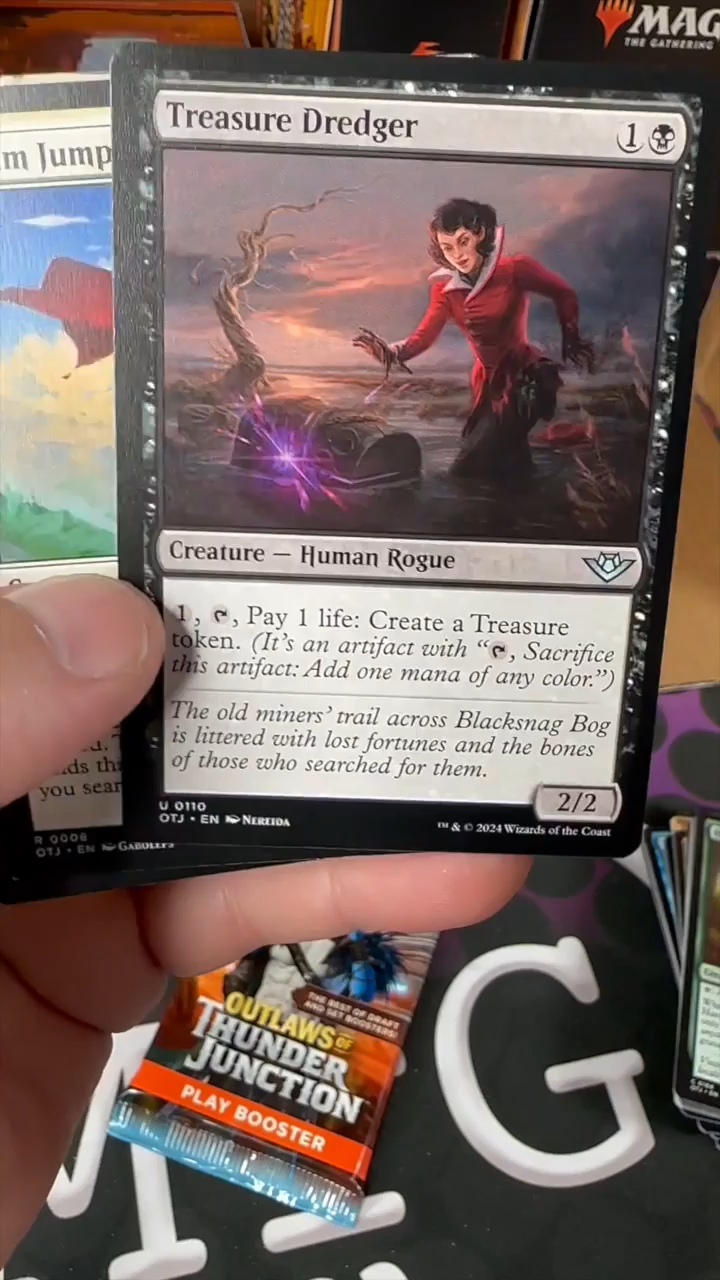 MAG
THE GATHERING
m Jump
Treasure Dredger
1
Creature — Human Rogue
1, , Pay 1 life: Create a Treasure
token. (It's an artifact with “ , Sacrifice
this artifact: Add one mana of any color.”)
The old miners' trail across Blacksnag Bog
is littered with lost fortunes and the bones
of those who searched for them.
2/2
U 0110
OTJ • EN NEREIDA
™ & © 2024 Wizards of the Coast
you sear
R 0008
OTJ • EN
THE BEST OF DRAFT
AND SET BOOSTERS!
OUTLAWS OF
THUNDER
JUNCTION
PLAY BOOSTER
G